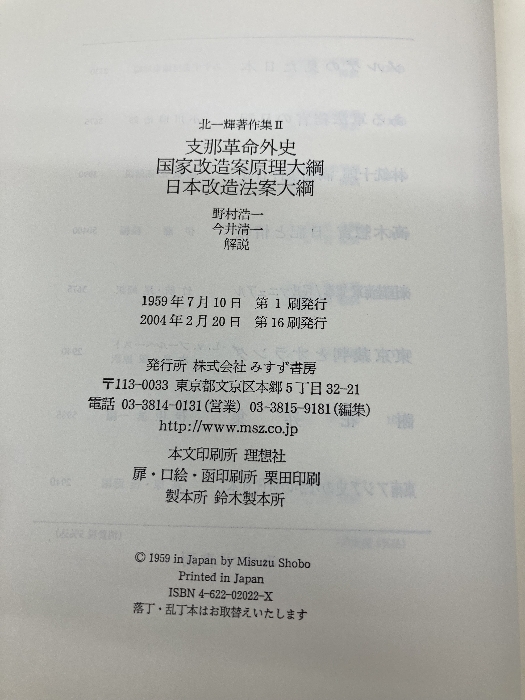 北一輝著作集Ⅱ
支那革命外史
国家改造案原理大綱
日本改造法案大綱
野村浩一
今井清一
解説
1959年7月10日 第1刷発行
2004年2月20日 第16刷発行
発行所 株式会社 みすず書房
〒113-0033 東京都文京区本郷5丁目32-21
電話 03-3814-0131(営業) 03-3815-9181(編集)
http://www.msz.co.jp
本文印刷所 理想社
扉・口絵・函印刷所 栗田印刷
製本所 鈴木製本所
© 1959 in Japan by Misuzu Shobo
Printed in Japan
ISBN 4-622-02022-X
落丁・乱丁本はお取替えいたします